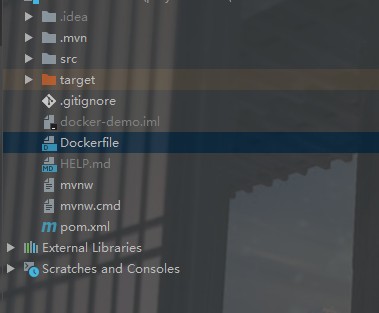 .idea
.mvn
src
target
.gitignore
docker-demo.iml
Dockerfile
HELP.md
mvnw
mvnw.cmd
pom.xml
External Libraries
Scratches and Consoles